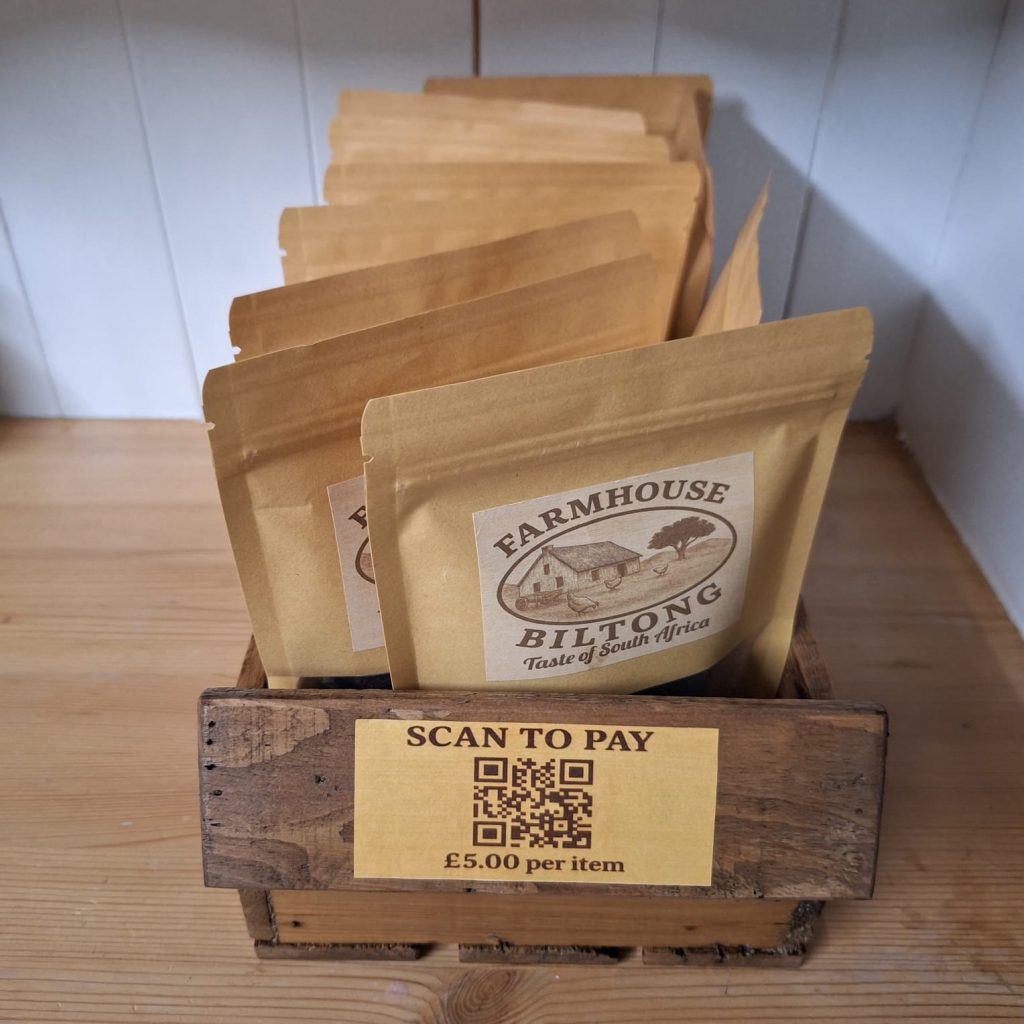 FARMHOUSE
BILTONG
Taste of South Africa
SCAN TO PAY
£5.00 per item